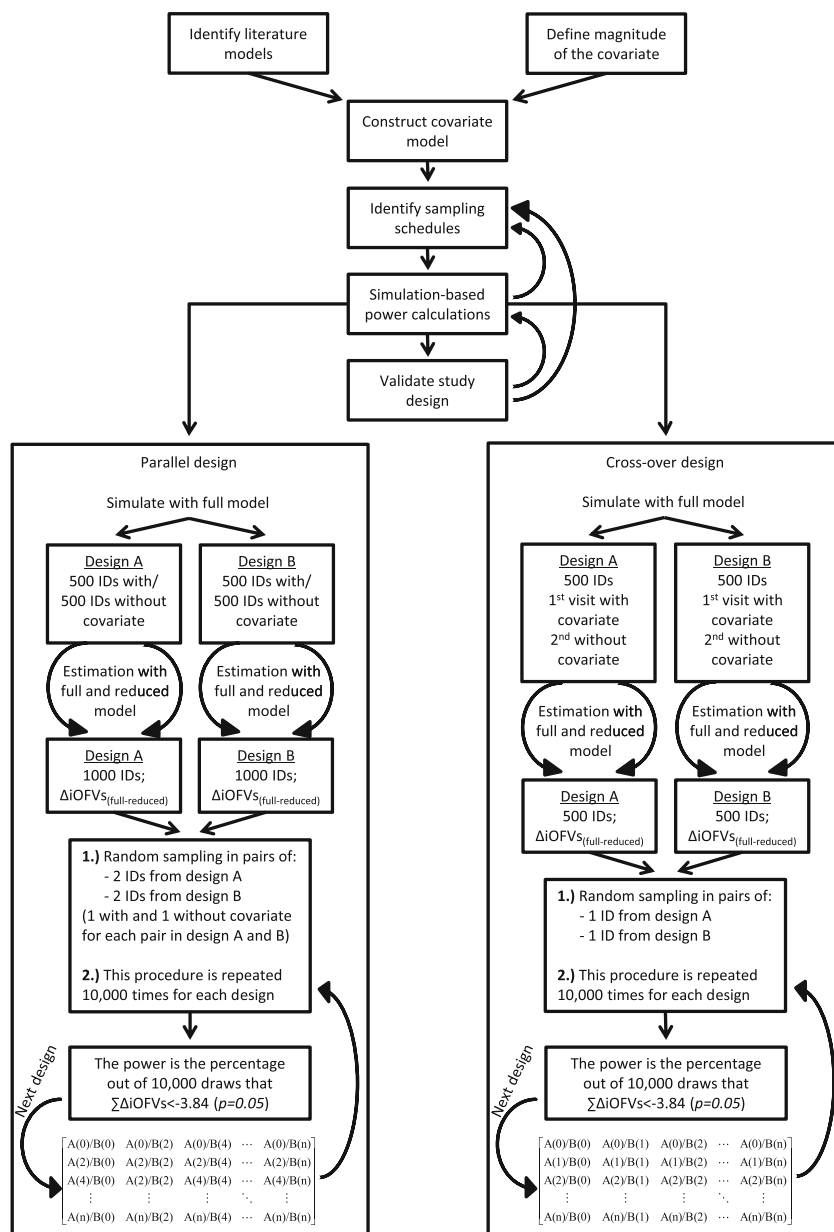 Identify literature
models
Define magnitude
of the covariate
Construct covariate
model
Identify sampling
schedules
Simulation-based
power calculations
Validate study
design
Parallel design
Simulate with full model
Design A
500 IDs with/
500 IDs without
covariate
Design B
500 IDs with/
500 IDs without
covariate
Estimation with
full and reduced
model
Estimation with
full and reduced
model
Design A
1000 IDs;
ΔiOFVs(full-reduced)
Design B
1000 IDs;
ΔiOFVs(full-reduced)
1.) Random sampling in pairs of:
- 2 IDs from design A
- 2 IDs from design B
(1 with and 1 without covariate
for each pair in design A and B)
2.) This procedure is repeated
10,000 times for each design
The power is the percentage
out of 10,000 draws that
∑ΔiOFVs<-3.84 (p=0.05)
Next design
A(0)/B(0) A(0)/B(2) A(0)/B(4) ⋯ A(0)/B(n)
A(2)/B(0) A(2)/B(2) A(2)/B(4) ⋯ A(2)/B(n)
A(4)/B(0) A(2)/B(2) A(4)/B(4) ⋯ A(4)/B(n)
⋮ ⋮ ⋮ ⋱ ⋮
A(n)/B(0) A(n)/B(2) A(n)/B(4) ⋯ A(n)/B(n)
Cross-over design
Simulate with full model
Design A
500 IDs
1st visit with
covariate
2nd without
covariate
Design B
500 IDs
1st visit with
covariate
2nd without
covariate
Estimation with
full and reduced
model
Estimation with
full and reduced
model
Design A
500 IDs;
ΔiOFVs(full-reduced)
Design B
500 IDs;
ΔiOFVs(full-reduced)
1.) Random sampling in pairs of:
- 1 ID from design A
- 1 ID from design B
2.) This procedure is repeated
10,000 times for each design
The power is the percentage
out of 10,000 draws that
∑ΔiOFVs<-3.84 (p=0.05)
Next design
A(0)/B(0) A(0)/B(1) A(0)/B(2) ⋯ A(0)/B(n)
A(1)/B(0) A(1)/B(1) A(1)/B(2) ⋯ A(1)/B(n)
A(2)/B(0) A(2)/B(1) A(2)/B(2) ⋯ A(2)/B(n)
⋮ ⋮ ⋮ ⋱ ⋮
A(n)/B(0) A(n)/B(1) A(n)/B(2) ⋯ A(n)/B(n)